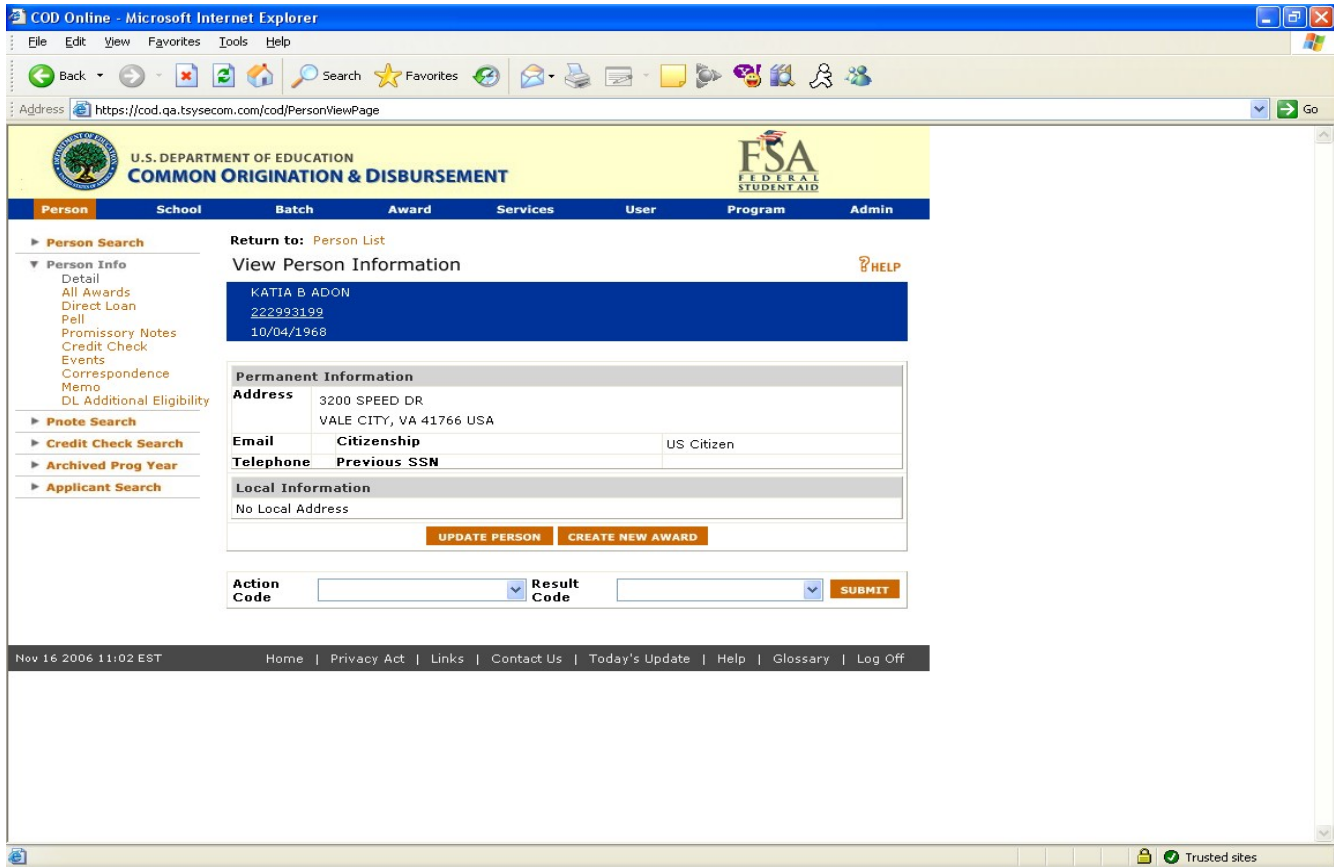 COD Online - Microsoft Internet Explorer
File Edit View Favorites Tools Help
Back Search Favorites
Address https://cod.qa.tsysecom.com/cod/PersonViewPage Go
U.S. DEPARTMENT OF EDUCATION
COMMON ORIGINATION & DISBURSEMENT
FSA
FEDERAL
STUDENT AID
Person School Batch Award Services User Program Admin
Person Search
Person Info
Detail
All Awards
Direct Loan
Pell
Promissory Notes
Credit Check
Events
Correspondence
Memo
DL Additional Eligibility
Pnote Search
Credit Check Search
Archived Prog Year
Applicant Search
Return to: Person List
View Person Information
?HELP
KATIA B ADON
222993199
10/04/1968
Permanent Information
Address 3200 SPEED DR
VALE CITY, VA 41766 USA
Email Citizenship US Citizen
Telephone Previous SSN
Local Information
No Local Address
UPDATE PERSON CREATE NEW AWARD
Action Code Result Code SUBMIT
Nov 16 2006 11:02 EST Home | Privacy Act | Links | Contact Us | Today's Update | Help | Glossary | Log Off
Trusted sites